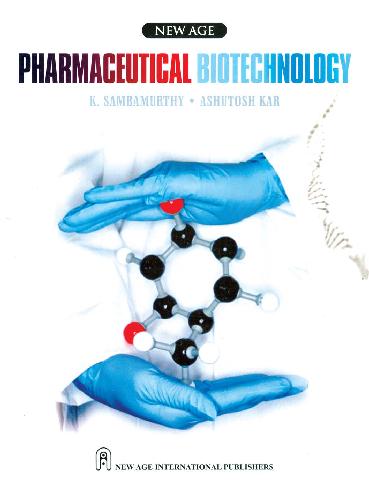 NEW AGE
PHARMACEUTICAL BIOTECHNOLOGY
K. SAMBAMURTHY • ASHUTOSH KAR
NEW AGE INTERNATIONAL PUBLISHERS